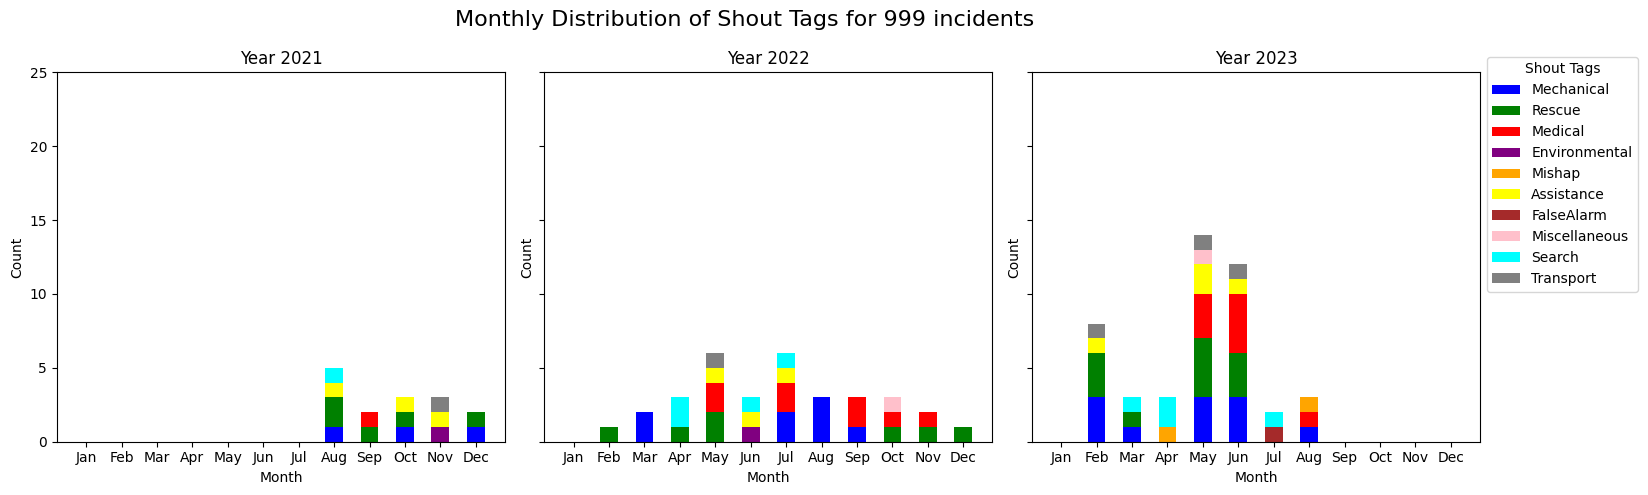 Monthly Distribution of Shout Tags for 999 incidents
Year 2021
Year 2022
Year 2023
25
20
15
10
5
0
Count
Count
Count
Jan Feb Mar Apr May Jun Jul Aug Sep Oct Nov Dec
Month
Jan Feb Mar Apr May Jun Jul Aug Sep Oct Nov Dec
Month
Jan Feb Mar Apr May Jun Jul Aug Sep Oct Nov Dec
Month
Shout Tags
Mechanical
Rescue
Medical
Environmental
Mishap
Assistance
FalseAlarm
Miscellaneous
Search
Transport